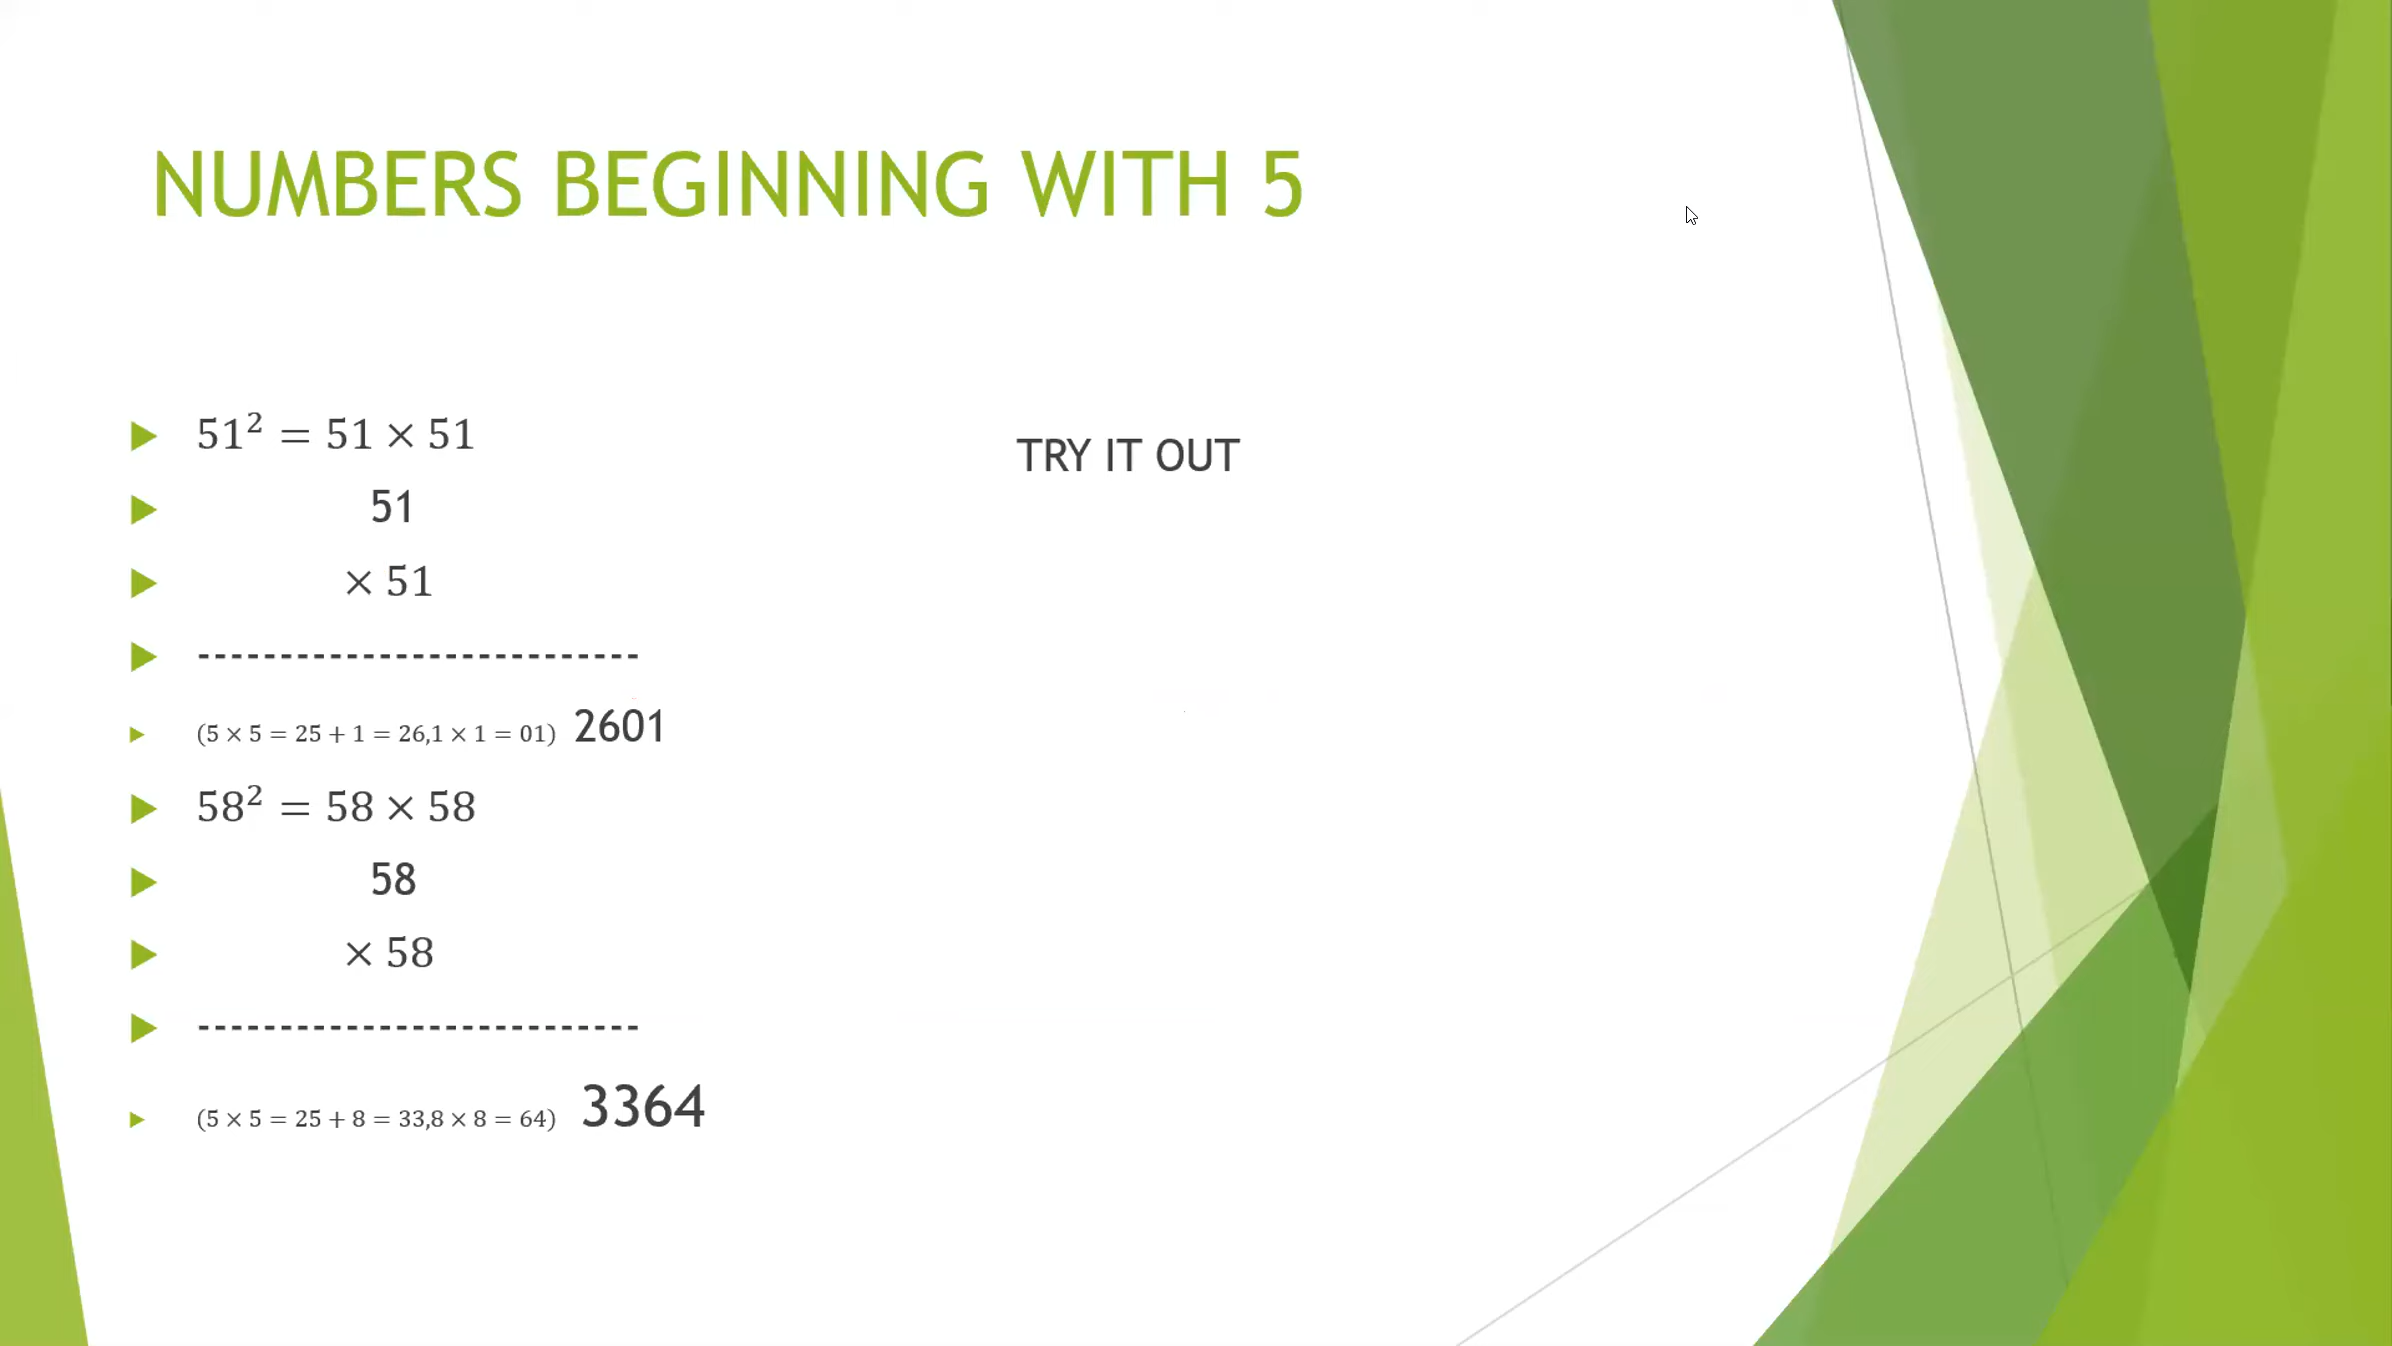 NUMBERS BEGINNING WITH 5
51² = 51 × 51
51
× 51
---------------------------
(5 × 5 = 25 + 1 = 26,1 × 1 = 01) 2601
58² = 58 × 58
58
× 58
---------------------------
(5 × 5 = 25 + 8 = 33,8 × 8 = 64) 3364
TRY IT OUT